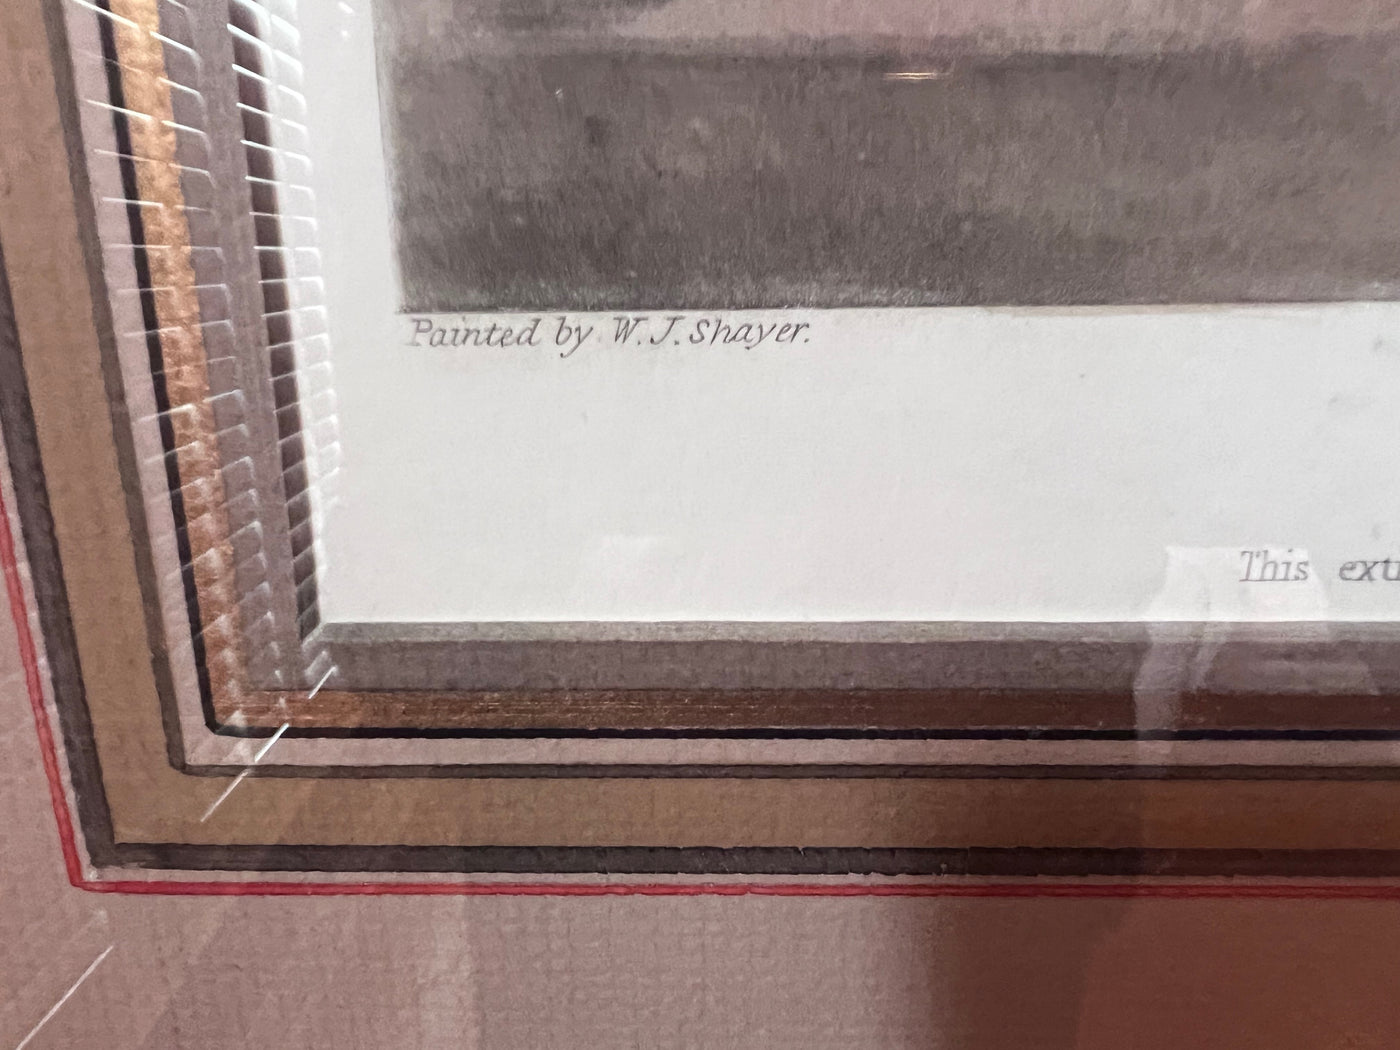 Painted by W. J. Shayer.
This